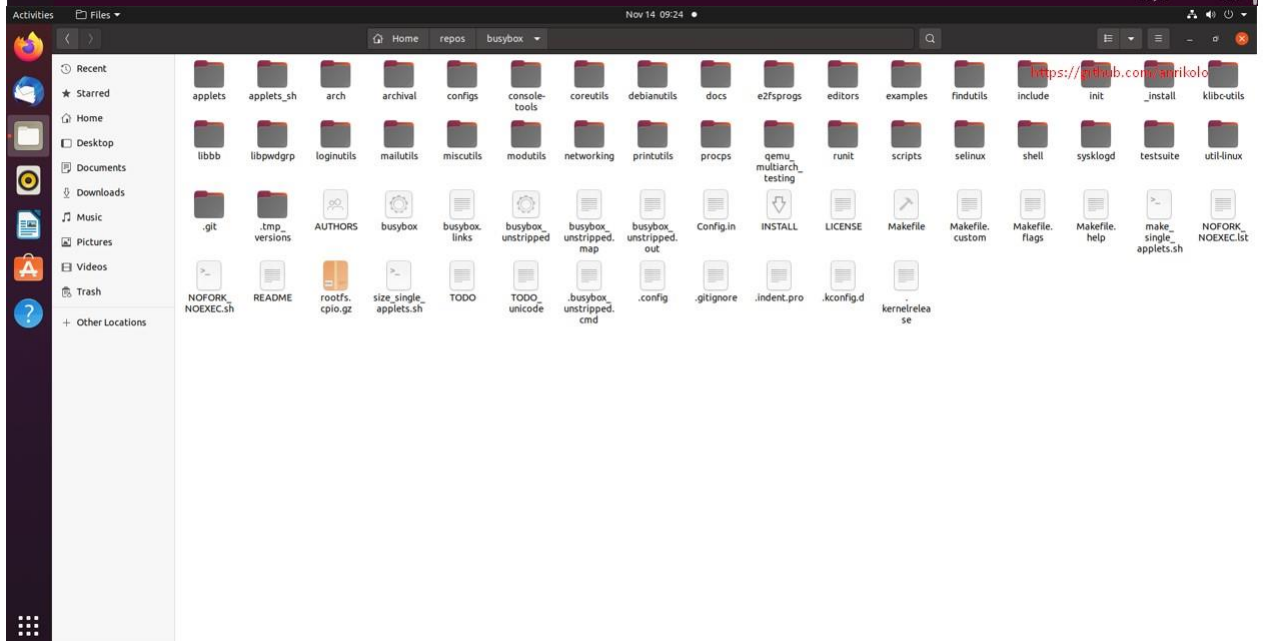 Activities
Files
Nov 14 09:24
Home
repos
busybox
Recent
Starred
Home
Desktop
Documents
Downloads
Music
Pictures
Videos
Trash
+ Other Locations
https://github.com/anrikolo
applets
applets_sh
arch
archival
configs
console-
tools
coreutils
debianutils
docs
e2fsprogs
editors
examples
findutils
include
init
_install
klibc-utils
libbb
libpwdgrp
loginutils
mailutils
miscutils
modutils
networking
printutils
procps
qemu_
multiarch_
testing
runit
scripts
selinux
shell
sysklogd
testsuite
util-linux
.git
.tmp_
versions
AUTHORS
busybox
busybox.
links
busybox_
unstripped
busybox_
unstripped.
map
busybox_
unstripped.
out
Config.in
INSTALL
LICENSE
Makefile
Makefile.
custom
Makefile.
flags
Makefile.
help
make_
single_
applets.sh
NOFORK_
NOEXEC.lst
NOFORK_
NOEXEC.sh
README
rootfs.
cpio.gz
size_single_
applets.sh
TODO
TODO_
unicode
.busybox_
unstripped.
cmd
.config
.gitignore
.indent.pro
.kconfig.d
.
kernelrelea
se